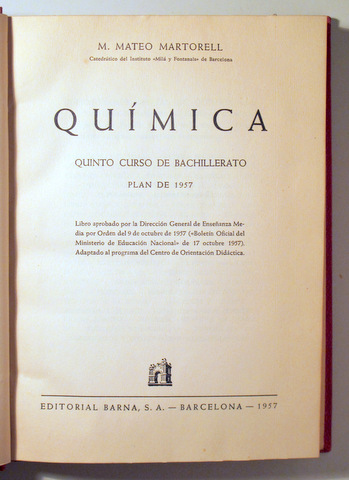 M. MATEO MARTORELL
Catedrático del Instituto «Milá y Fontanals» de Barcelona
QUÍMICA
QUINTO CURSO DE BACHILLERATO
PLAN DE 1957
Libro aprobado por la Dirección General de Enseñanza Me-
dia por Orden del 9 de octubre de 1957 («Boletín Oficial del
Ministerio de Educación Nacional» de 17 octubre 1957).
Adaptado al programa del Centro de Orientación Didáctica.
EDITORIAL BARNA, S. A. — BARCELONA — 1957